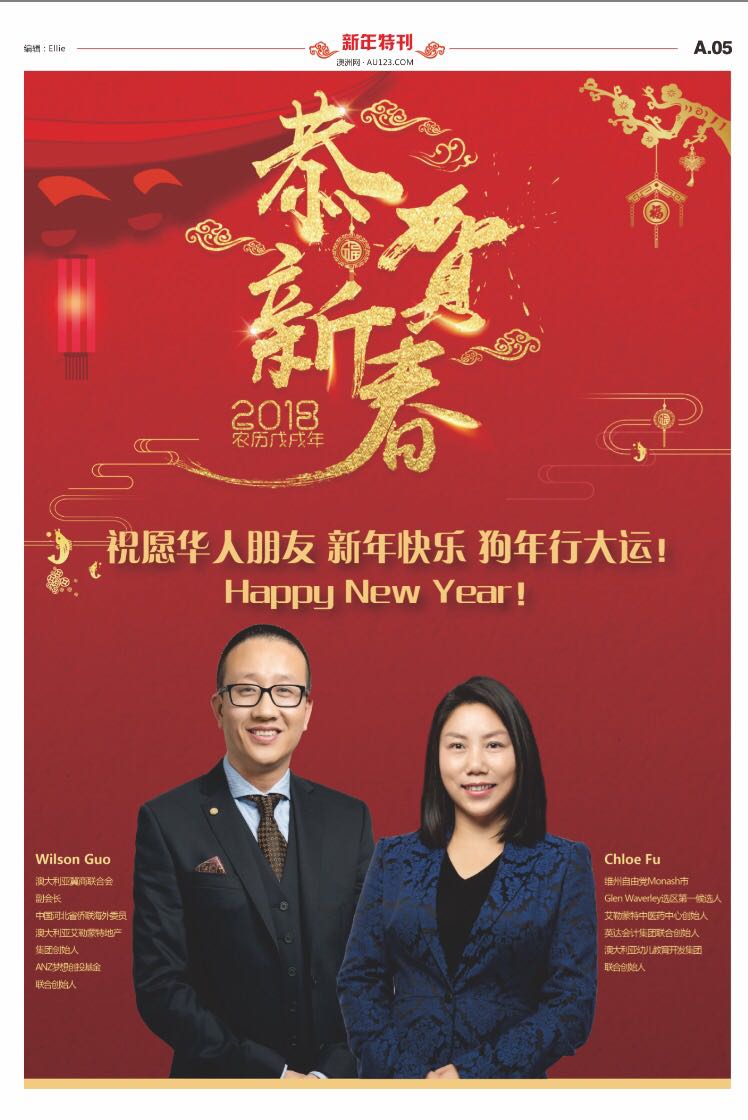 编辑：Ellie
新年特刊
澳洲网 · AU123.COM
A.05
恭
贺
福
福
新
春
2018
农历戊戌年
祝愿华人朋友 新年快乐 狗年行大运！
Happy New Year！
Wilson Guo
澳大利亚冀商联合会
副会长
中国河北省侨联海外委员
澳大利亚艾勒蒙特地产
集团创始人
ANZ梦想创投基金
联合创始人
Chloe Fu
维州自由党Monash市
Glen Waverley选区第一候选人
艾勒蒙特中医药中心创始人
英达会计集团联合创始人
澳大利亚幼儿教育开发集团
联合创始人